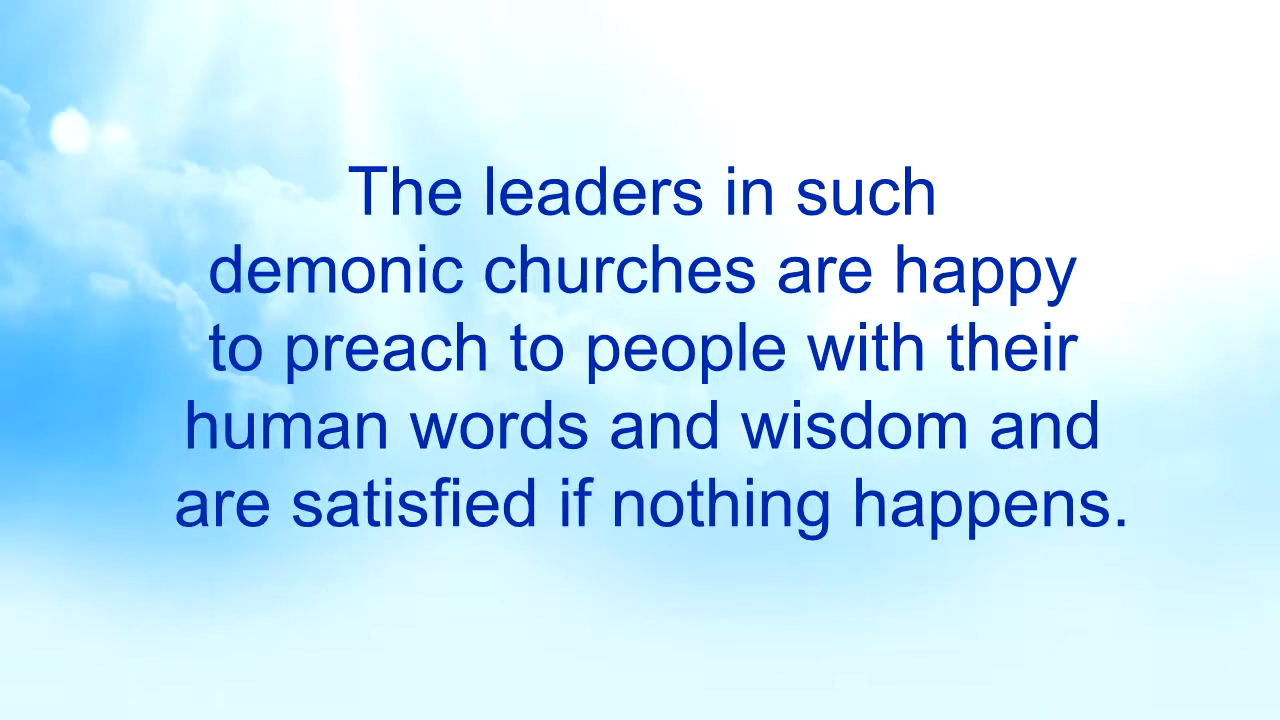 The leaders in such
demonic churches are happy
to preach to people with their
human words and wisdom and
are satisfied if nothing happens.